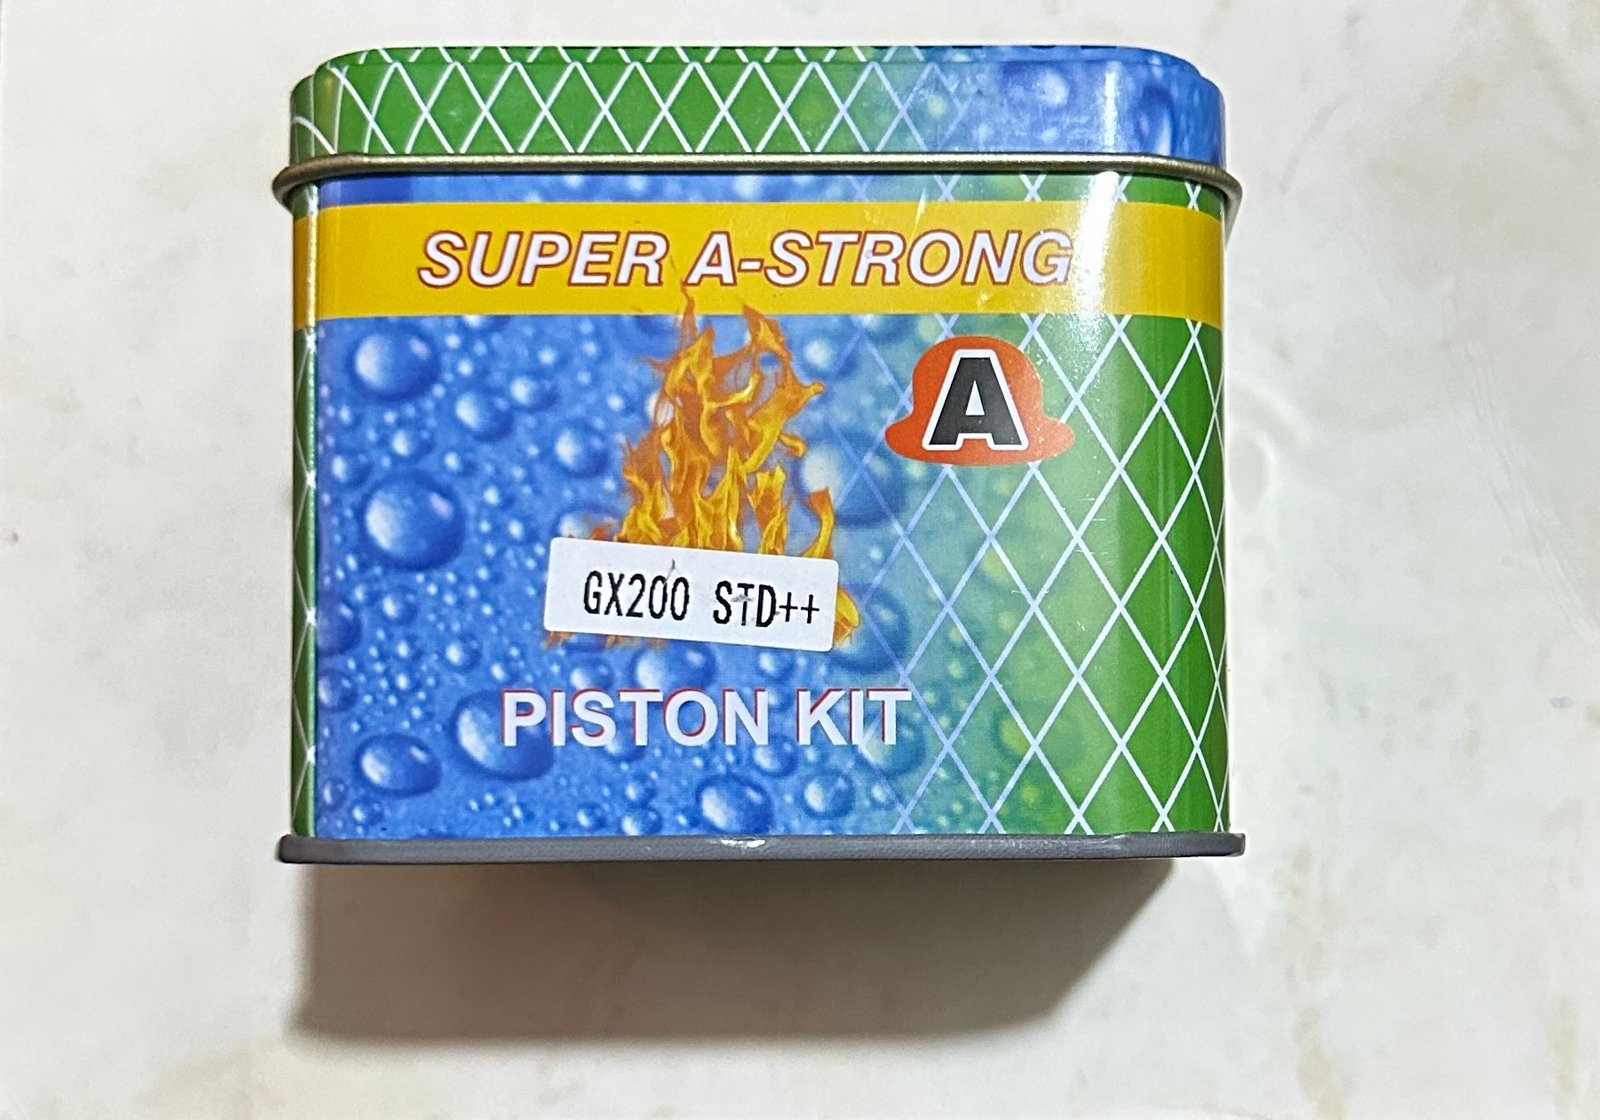 SUPER A-STRONG
A
GX200 STD++
PISTON KIT